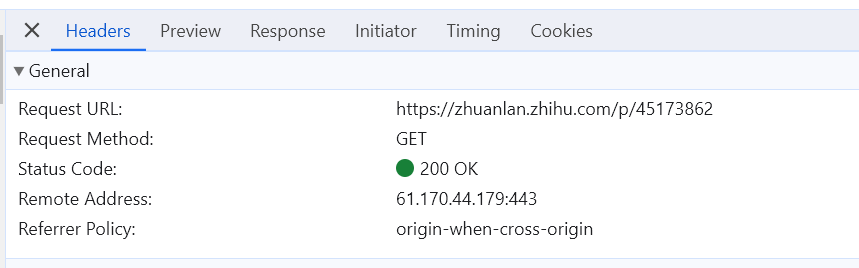 Headers Preview Response Initiator Timing Cookies
General
Request URL: https://zhuanlan.zhihu.com/p/45173862
Request Method: GET
Status Code: 200 OK
Remote Address: 61.170.44.179:443
Referrer Policy: origin-when-cross-origin